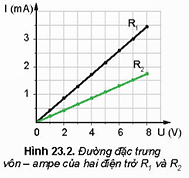 I (mA)
4
R₁
3
2
R₂
1
0 2 4 6 8 U (V)
Hình 23.2. Đường đặc trưng
vôn – ampe của hai điện trở R₁ và R₂